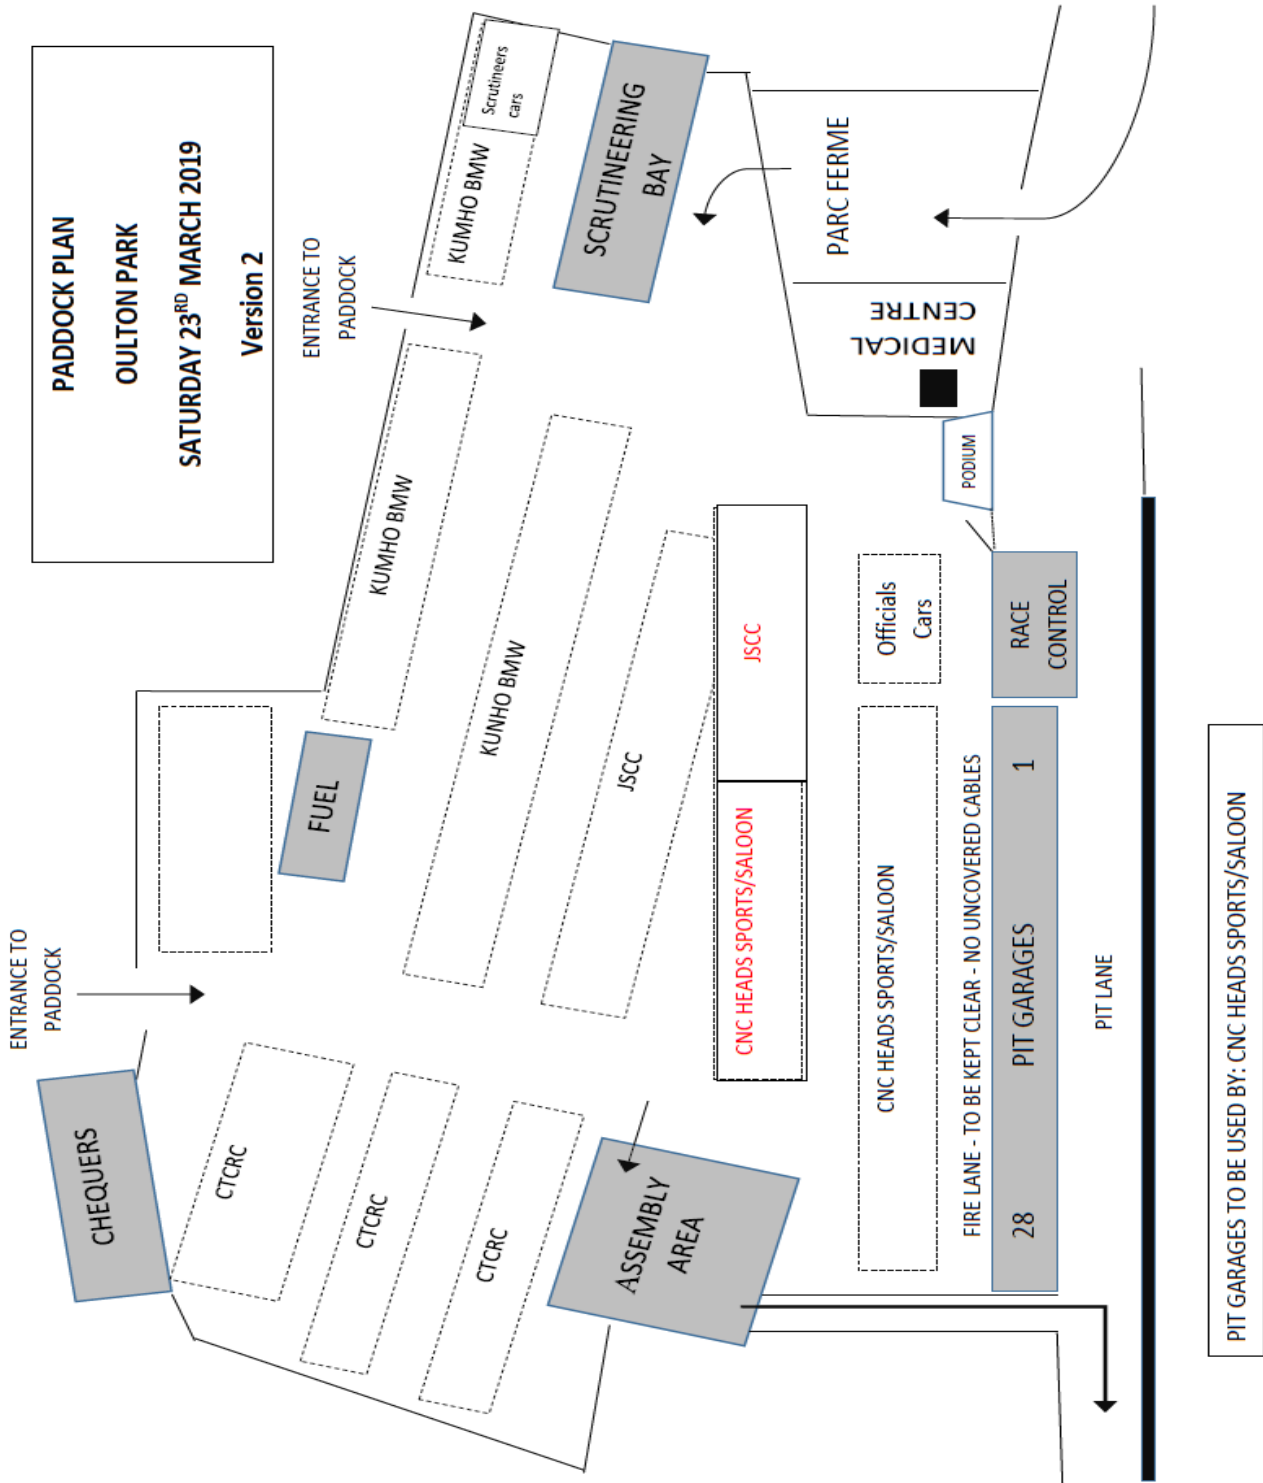 PADDOCK PLAN
OULTON PARK
SATURDAY 23RD MARCH 2019
Version 2
ENTRANCE TO
PADDOCK
ENTRANCE TO
PADDOCK
CHEQUERS
FUEL
KUMHO BMW
KUMHO BMW
Scrutineers
cars
SCRUTINEERING
BAY
CTCRC
CTCRC
CTCRC
KUNHO BMW
JSCC
ASSEMBLY
AREA
CNC HEADS SPORTS/SALOON
JSCC
PARC FERME
MEDICAL
CENTRE
PODIUM
CNC HEADS SPORTS/SALOON
Officials
Cars
FIRE LANE - TO BE KEPT CLEAR - NO UNCOVERED CABLES
28 PIT GARAGES 1
RACE
CONTROL
PIT LANE
PIT GARAGES TO BE USED BY: CNC HEADS SPORTS/SALOON